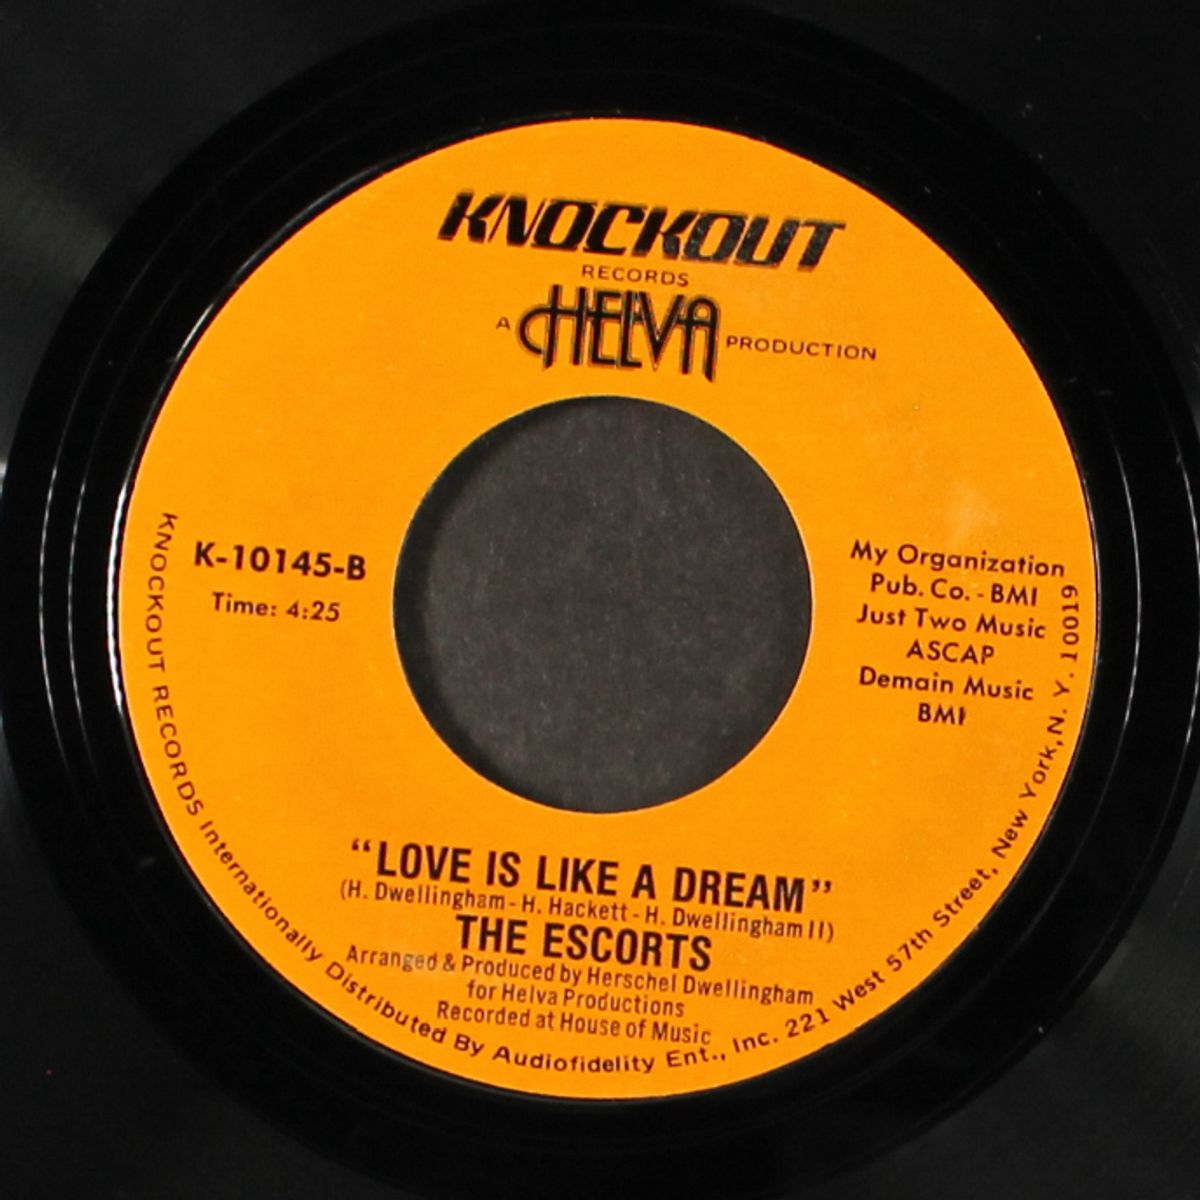 KNOCKOUT
RECORDS
A HELVA PRODUCTION
K-10145-B
Time: 4:25
My Organization
Pub. Co. - BMI
Just Two Music
ASCAP
Demain Music
BMI
"LOVE IS LIKE A DREAM"
(H. Dwellingham - H. Hackett - H. Dwellingham II)
THE ESCORTS
Arranged & Produced by Herschel Dwellingham
for Helva Productions
Recorded at House of Music
KNOCKOUT RECORDS Internationally Distributed By Audiofidelity Ent., Inc. 221 West 57th Street, New York, N. Y. 10019